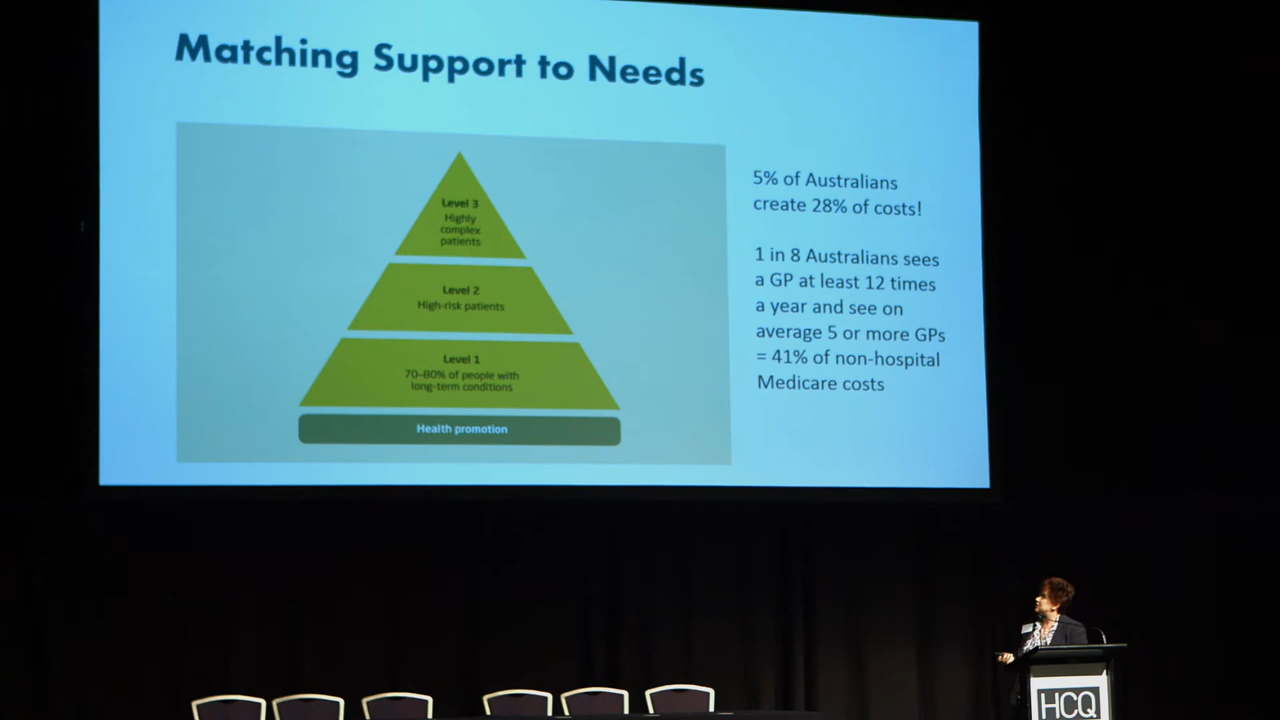 Matching Support to Needs
Level 3
Highly
complex
patients
Level 2
High-risk patients
Level 1
70–80% of people with
long-term conditions
Health promotion
5% of Australians
create 28% of costs!
1 in 8 Australians sees
a GP at least 12 times
a year and see on
average 5 or more GPs
= 41% of non-hospital
Medicare costs
HCQ